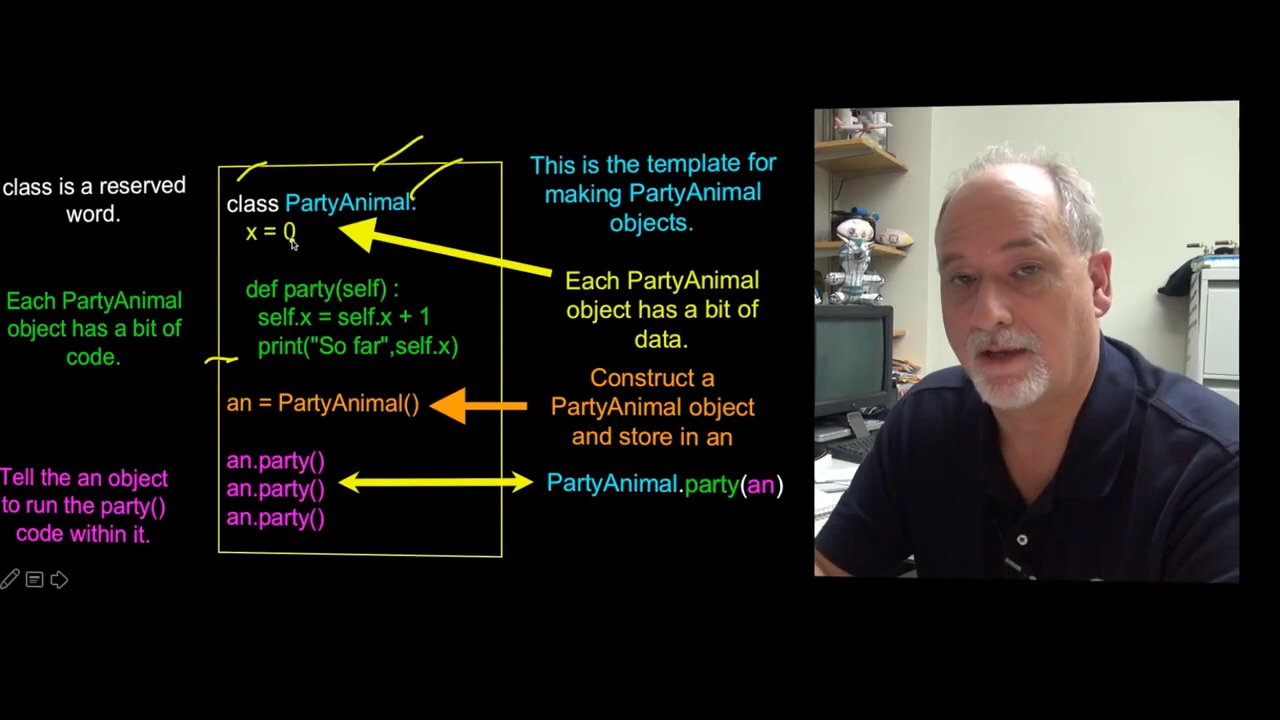 class is a reserved
word.
Each PartyAnimal
object has a bit of
code.
Tell the an object
to run the party()
code within it.
class PartyAnimal:
x = 0
def party(self) :
self.x = self.x + 1
print("So far",self.x)
an = PartyAnimal()
an.party()
an.party()
an.party()
This is the template for
making PartyAnimal
objects.
Each PartyAnimal
object has a bit of
data.
Construct a
PartyAnimal object
and store in an
PartyAnimal.party(an)